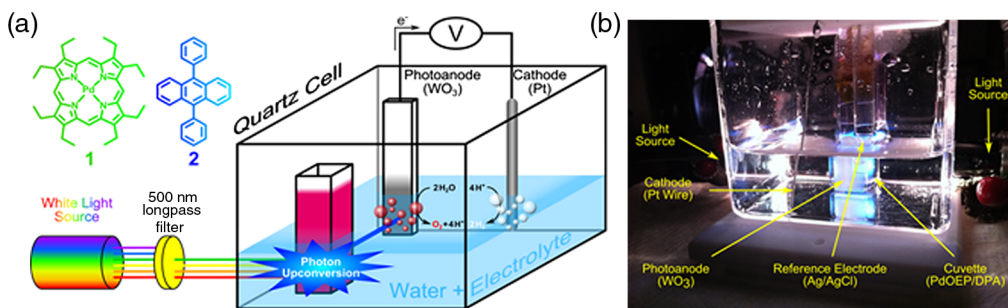 (a)
N
N
Pd
N
N
1
2
White Light
Source
500 nm
longpass
filter
Quartz Cell
e-
V
Photoanode
(WO3)
Cathode
(Pt)
2H2O
O2+4H+
4H+
2H2
Photon
Upconversion
Water + Electrolyte
(b)
Light
Source
Light
Source
Cathode
(Pt Wire)
Photoanode
(WO3)
Reference Electrode
(Ag/AgCl)
Cuvette
(PdOEP/DPA)